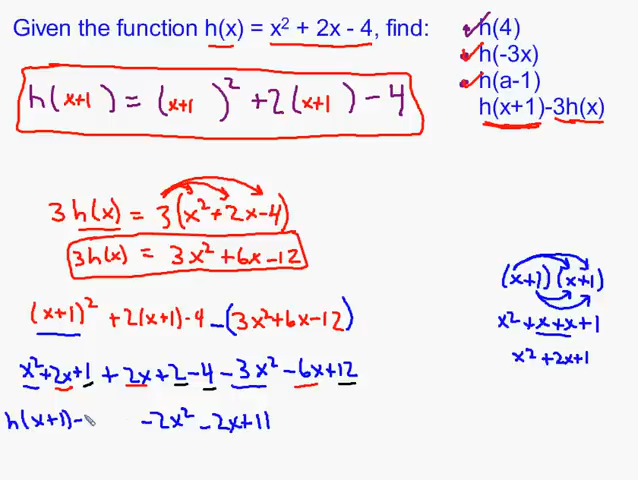 Given the function h(x) = x² + 2x - 4, find:
h(4)
h(-3x)
h(a-1)
h(x+1)-3h(x)
h(x+1) = (x+1)² + 2(x+1) - 4
3h(x) = 3(x² + 2x - 4)
3h(x) = 3x² + 6x - 12
(x+1)² + 2(x+1) - 4 - (3x² + 6x - 12)
x² + 2x + 1 + 2x + 2 - 4 - 3x² - 6x + 12
h(x+1) - -2x² - 2x + 11
(x+1)(x+1)
x² + x + x + 1
x² + 2x + 1